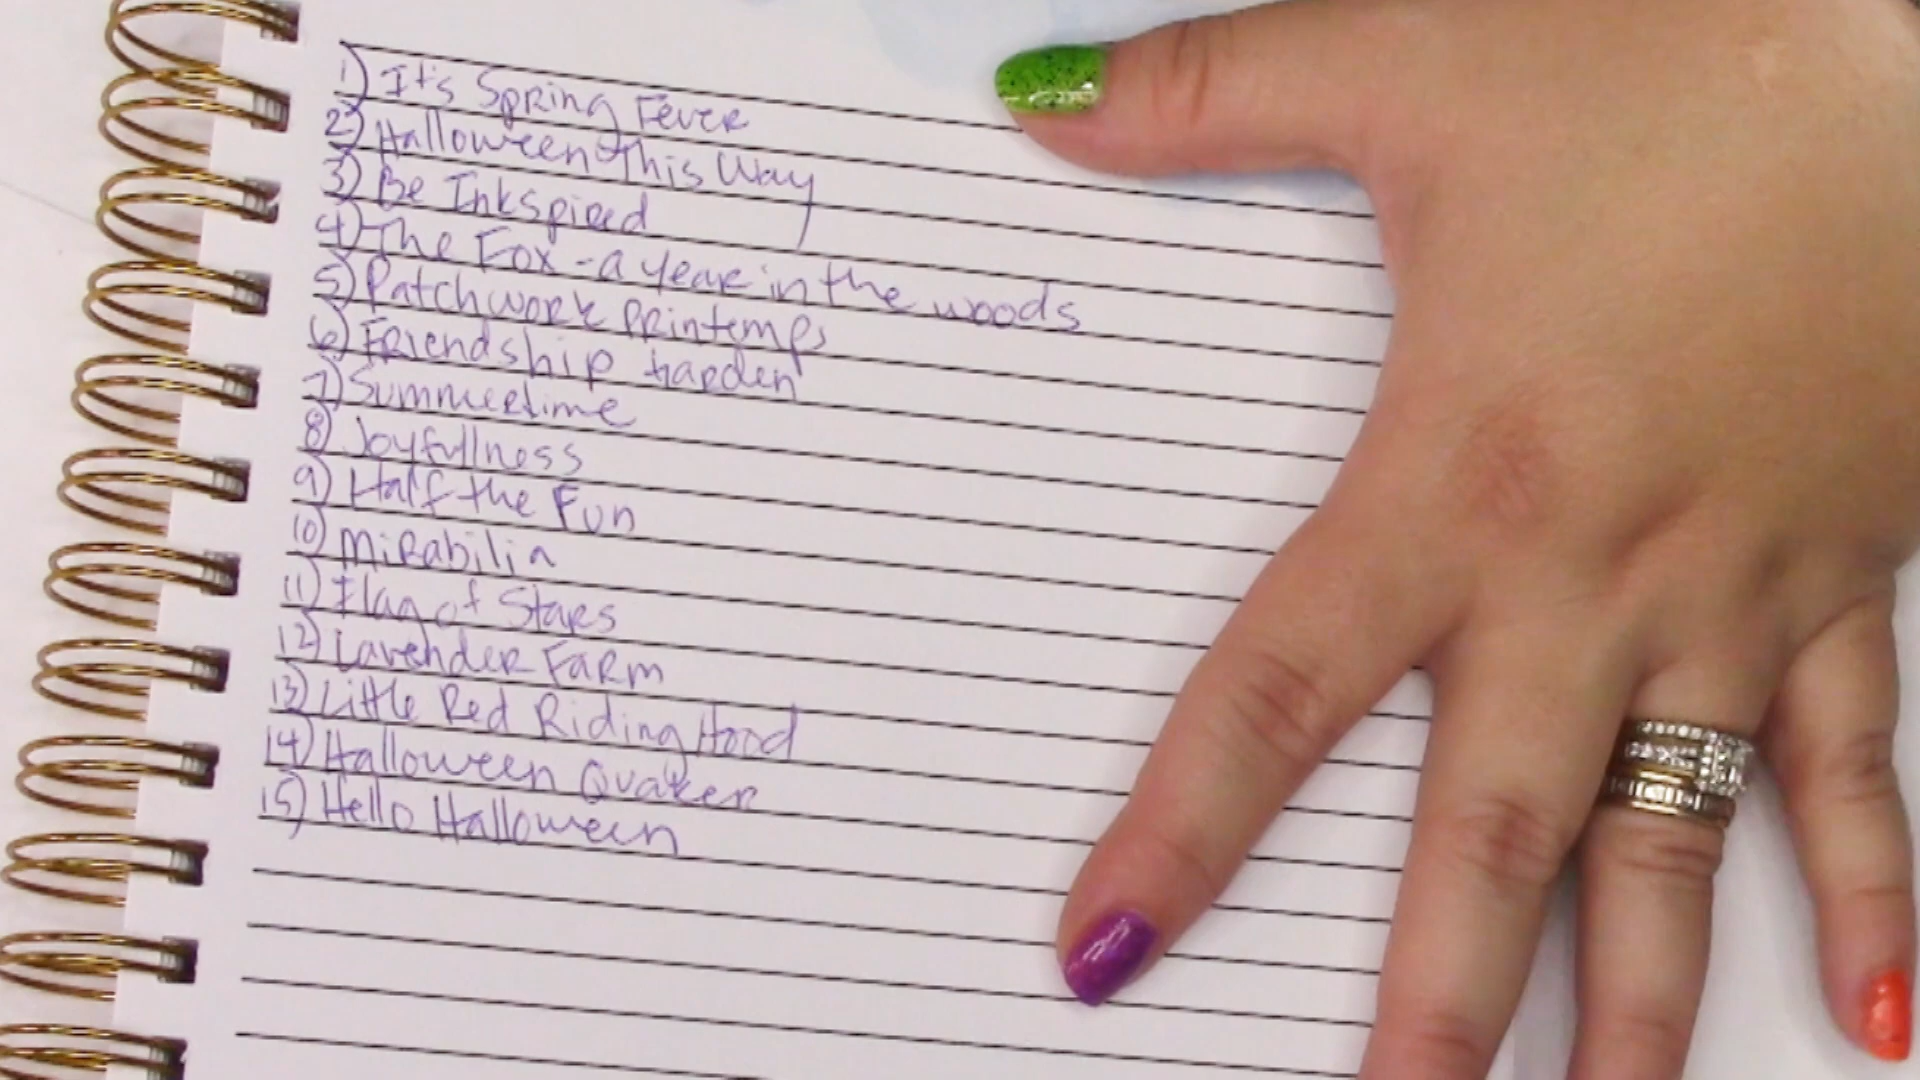 1) It's Spring Fever
2) Halloween This Way
3) Be Inkspired
4) The Fox - a year in the woods
5) Patchwork Printemps
6) Friendship Garden
7) Summertime
8) Joyfullness
9) Half the Fun
10) Mirabilia
11) Flag of Stars
12) Lavender Farm
13) Little Red Riding Hood
14) Halloween Quaker
15) Hello Halloween